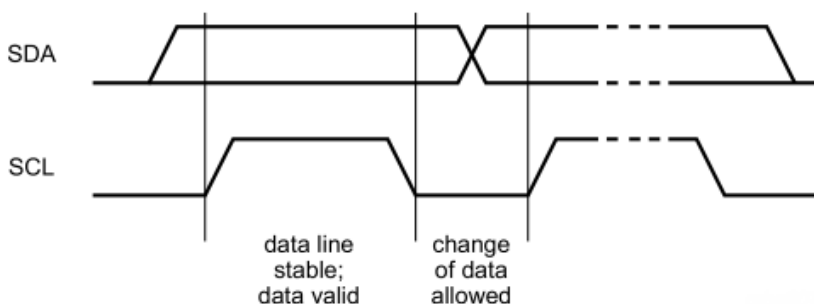 SDA
SCL
data line
stable;
data valid
change
of data
allowed